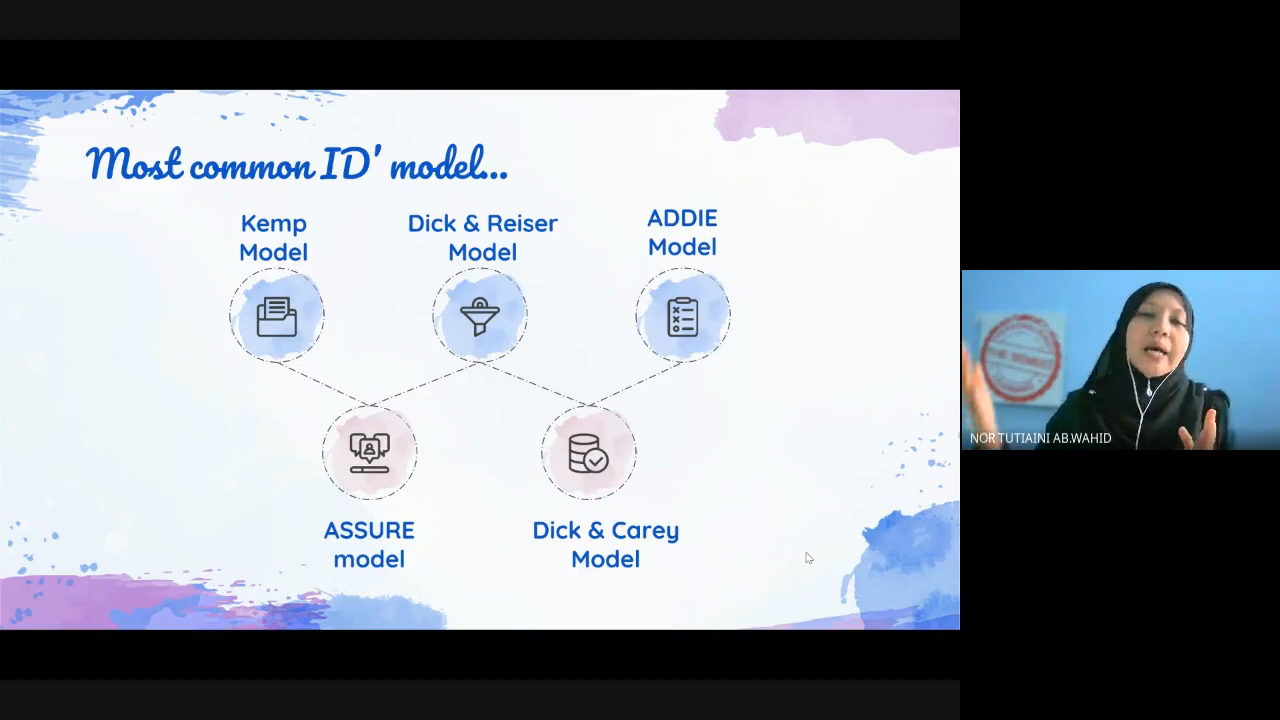 Most common ID' model...
Kemp
Model
Dick & Reiser
Model
ADDIE
Model
ASSURE
model
Dick & Carey
Model
NOR TUTIAINI AB.WAHID